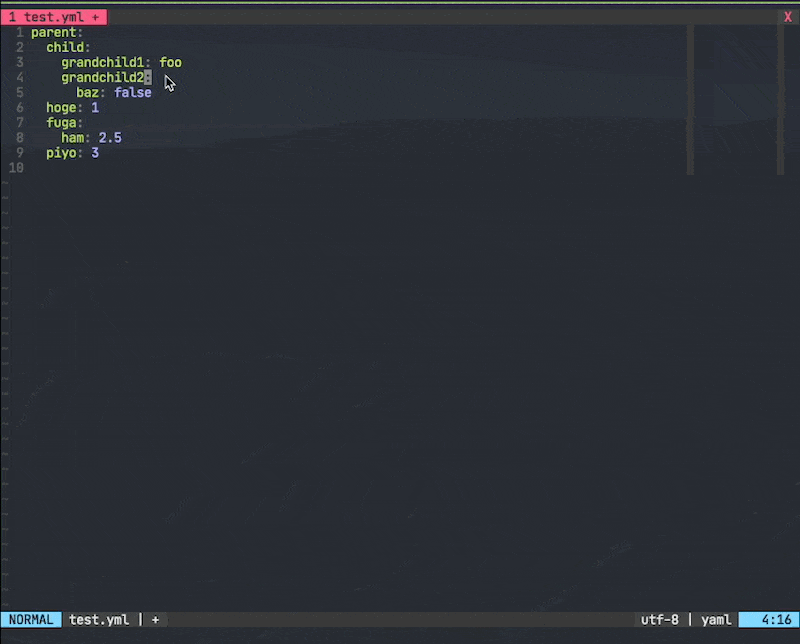 1 test.yml + X
1 parent:
2   child:
3     grandchild1: foo
4     grandchild2:
5       baz: false
6   hoge: 1
7   fuga:
8     ham: 2.5
9   piyo: 3
10
NORMAL test.yml | + utf-8 | yaml 4:16